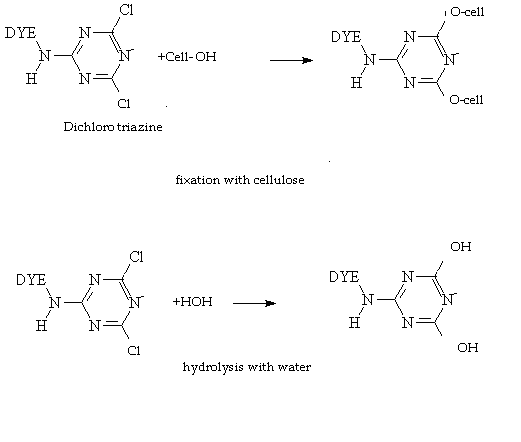 Cl
DYE
N
N
N-
+Cell-OH
N
H
N
Cl
Dichloro triazine
O-cell
DYE
N
N
N-
H
N
O-cell
fixation with cellulose
Cl
DYE
N
N
N-
+HOH
H
N
Cl
OH
DYE
N
N
N-
H
N
OH
hydrolysis with water